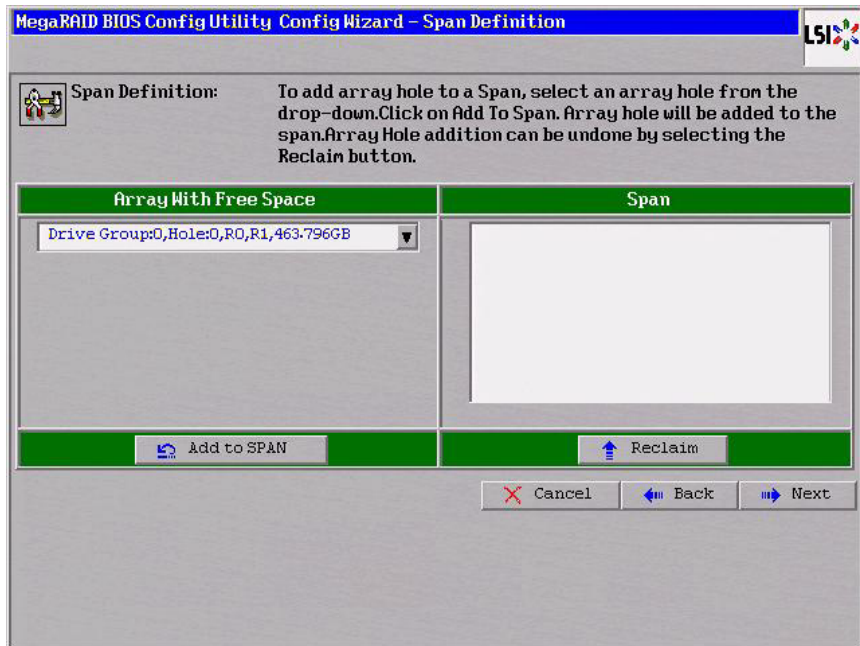 MegaRAID BIOS Config Utility Config Wizard – Span Definition
LSI
Span Definition:
To add array hole to a Span, select an array hole from the
drop-down.Click on Add To Span. Array hole will be added to the
span.Array Hole addition can be undone by selecting the
Reclaim button.
Array With Free Space
Span
Drive Group:0,Hole:0,R0,R1,463.796GB
Add to SPAN
Reclaim
Cancel
Back
Next